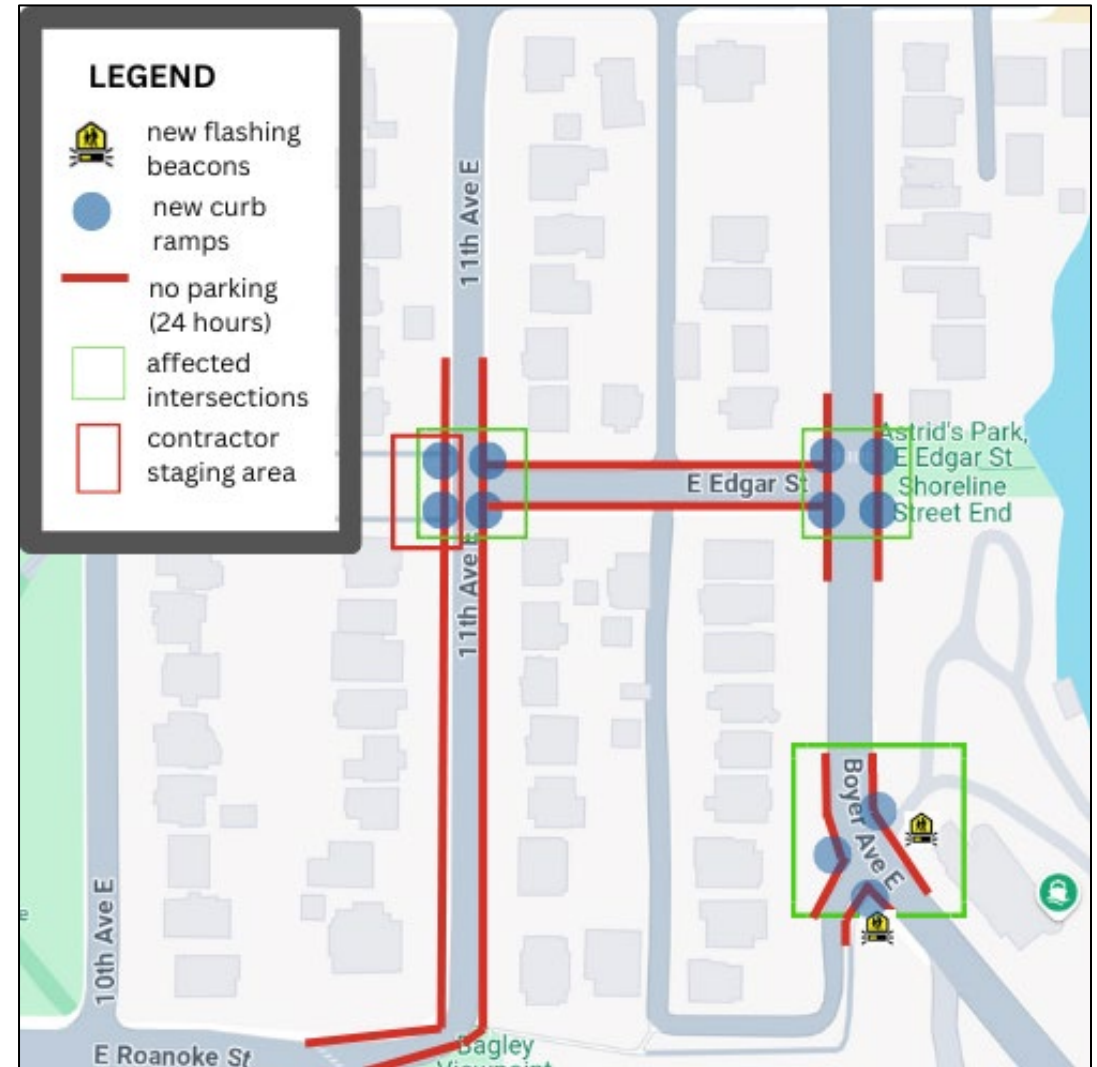 LEGEND
new flashing
beacons
new curb
ramps
no parking
(24 hours)
affected
intersections
contractor
staging area
11th Ave E
Astrid's Park,
E Edgar St
Shoreline
Street End
E Edgar St
11th Ave E
Boyer Ave E
10th Ave E
E Roanoke St
Bagley
Viewpoint